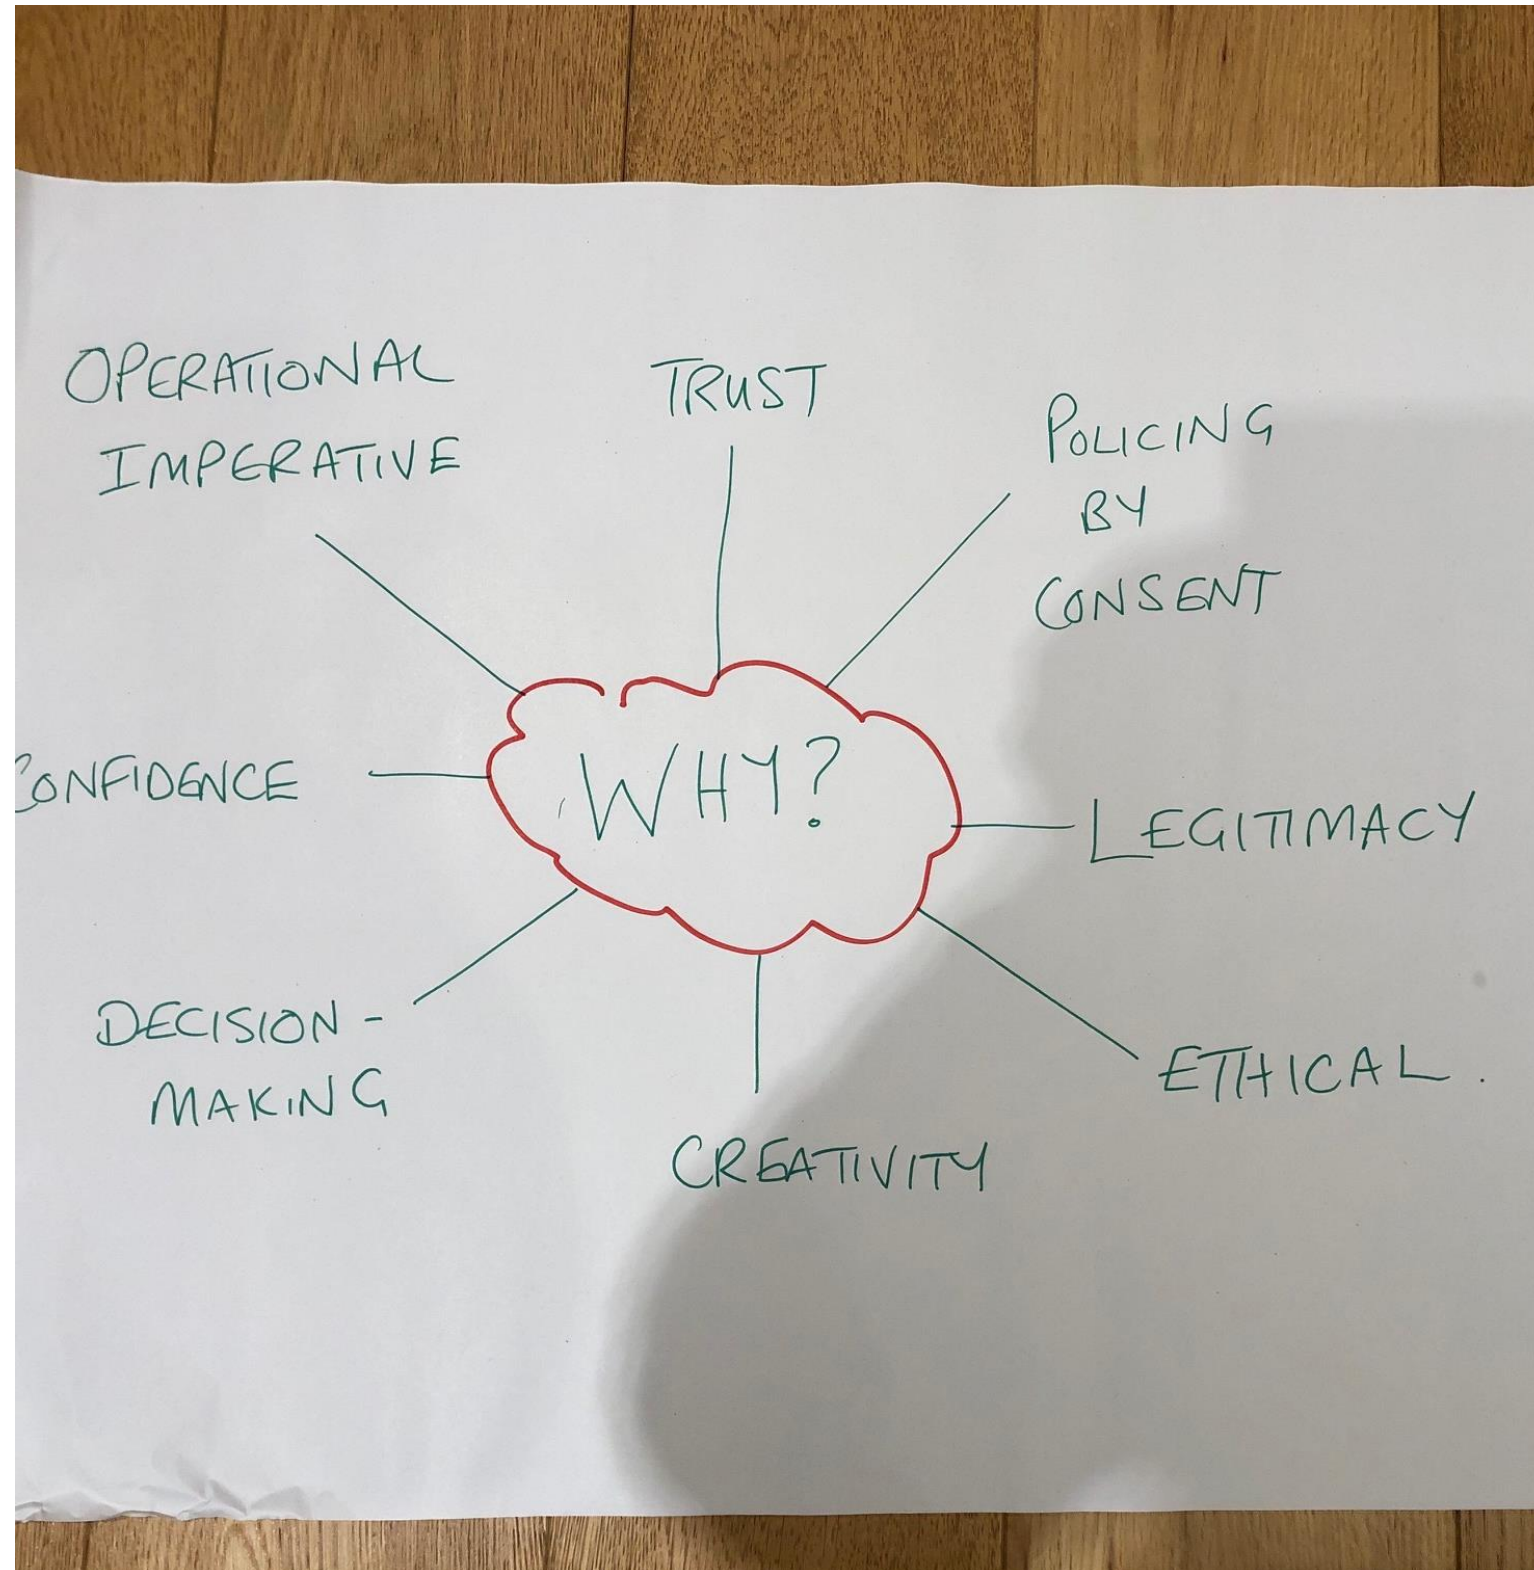 OPERATIONAL
IMPERATIVE
TRUST
POLICING
BY
CONSENT
WHY?
CONFIDENCE
LEGITIMACY
DECISION-
MAKING
ETHICAL.
CREATIVITY